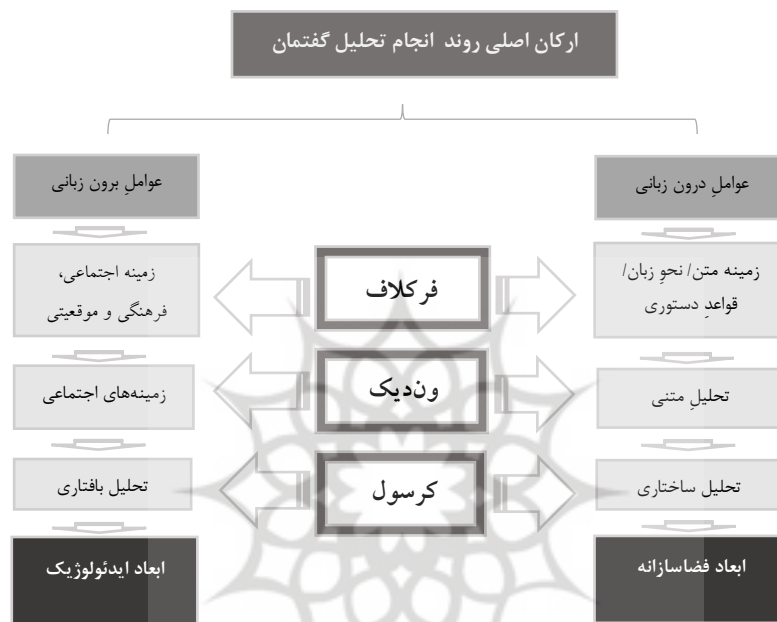 ارکان اصلی روند انجام تحلیل گفتمان
عواملِ درون زبانی
عواملِ برون زبانی
زمینه متن/ نحوِ زبان/
قواعدِ دستوری
فرکلاف
زمینه اجتماعی،
فرهنگی و موقعیتی
تحلیلِ متنی
ون‌دیک
زمینه‌های اجتماعی
تحلیل ساختاری
کرسول
تحلیل بافتاری
ابعاد فضاسازانه
ابعاد ایدئولوژیک